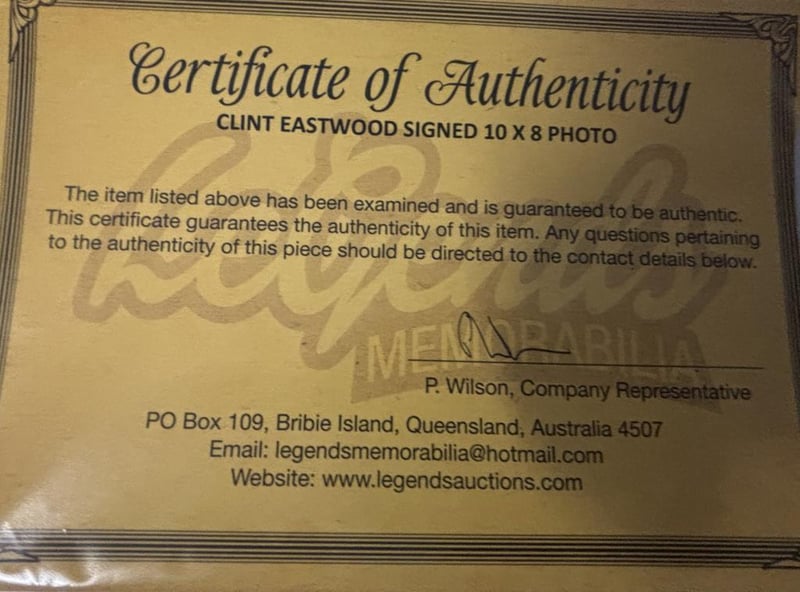 Certificate of Authenticity
CLINT EASTWOOD SIGNED 10 X 8 PHOTO
The item listed above has been examined and is guaranteed to be authentic.
This certificate guarantees the authenticity of this item. Any questions pertaining
to the authenticity of this piece should be directed to the contact details below.
Legends
MEMORABILIA
P. Wilson, Company Representative
PO Box 109, Bribie Island, Queensland, Australia 4507
Email: legendsmemorabilia@hotmail.com
Website: www.legendsauctions.com